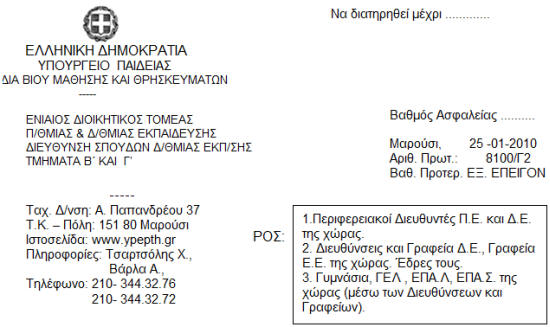 Να διατηρηθεί μέχρι .............
ΕΛΛΗΝΙΚΗ ΔΗΜΟΚΡΑΤΙΑ
ΥΠΟΥΡΓΕΙΟ ΠΑΙΔΕΙΑΣ
ΔΙΑ ΒΙΟΥ ΜΑΘΗΣΗΣ ΚΑΙ ΘΡΗΣΚΕΥΜΑΤΩΝ
-----
ΕΝΙΑΙΟΣ ΔΙΟΙΚΗΤΙΚΟΣ ΤΟΜΕΑΣ
Π/ΘΜΙΑΣ & Δ/ΘΜΙΑΣ ΕΚΠΑΙΔΕΥΣΗΣ
ΔΙΕΥΘΥΝΣΗ ΣΠΟΥΔΩΝ Δ/ΘΜΙΑΣ ΕΚΠ/ΣΗΣ
ΤΜΗΜΑΤΑ Β΄ ΚΑΙ Γ΄
-----
Βαθμός Ασφαλείας ..........
Μαρούσι, 25 -01-2010
Αριθ. Πρωτ.: 8100/Γ2
Βαθ. Προτερ. ΕΞ. ΕΠΕΙΓΟΝ
Ταχ. Δ/νση: Α. Παπανδρέου 37
Τ.Κ. – Πόλη: 151 80 Μαρούσι
Ιστοσελίδα: www.ypepth.gr
Πληροφορίες: Τσαρτσόλης Χ.,
Βάρλα Α.,
Τηλέφωνο: 210- 344.32.76
210- 344.32.72
ΡΟΣ:
1.Περιφερειακοί Διευθυντές Π.Ε. και Δ.Ε.
της χώρας.
2. Διευθύνσεις και Γραφεία Δ.Ε., Γραφεία
Ε.Ε. της χώρας. Έδρες τους.
3. Γυμνάσια, ΓΕΛ , ΕΠΑ.Λ, ΕΠΑ.Σ. της
χώρας (μέσω των Διευθύνσεων και
Γραφείων).